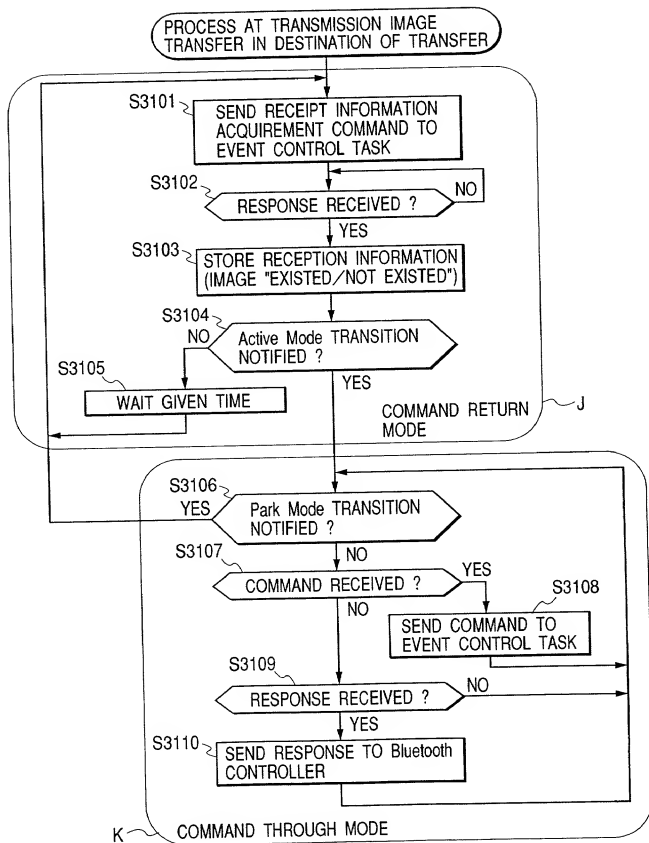 PROCESS AT TRANSMISSION IMAGE
TRANSFER IN DESTINATION OF TRANSFER
S3101
SEND RECEIPT INFORMATION
ACQUIREMENT COMMAND TO
EVENT CONTROL TASK
S3102
RESPONSE RECEIVED ?
NO
YES
S3103
STORE RECEPTION INFORMATION
(IMAGE "EXISTED/NOT EXISTED")
S3104
NO
Active Mode TRANSITION
NOTIFIED ?
S3105
YES
WAIT GIVEN TIME
COMMAND RETURN
MODE
J
S3106
YES
Park Mode TRANSITION
NOTIFIED ?
NO
S3107
COMMAND RECEIVED ?
YES
NO
S3108
SEND COMMAND TO
EVENT CONTROL TASK
S3109
RESPONSE RECEIVED ?
NO
YES
S3110
SEND RESPONSE TO Bluetooth
CONTROLLER
K
COMMAND THROUGH MODE